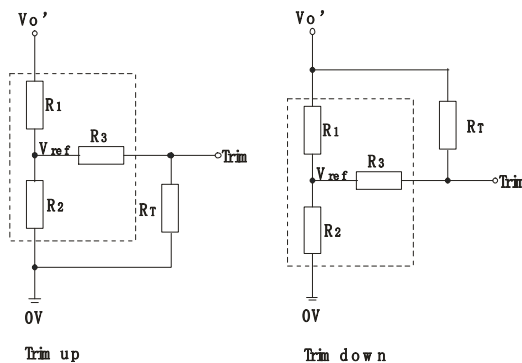 Vo’
R1
R3
Vref
Trim
R2
RT
0V
Trim up
Vo’
R1
RT
R3
Vref
Trim
R2
0V
Trim down